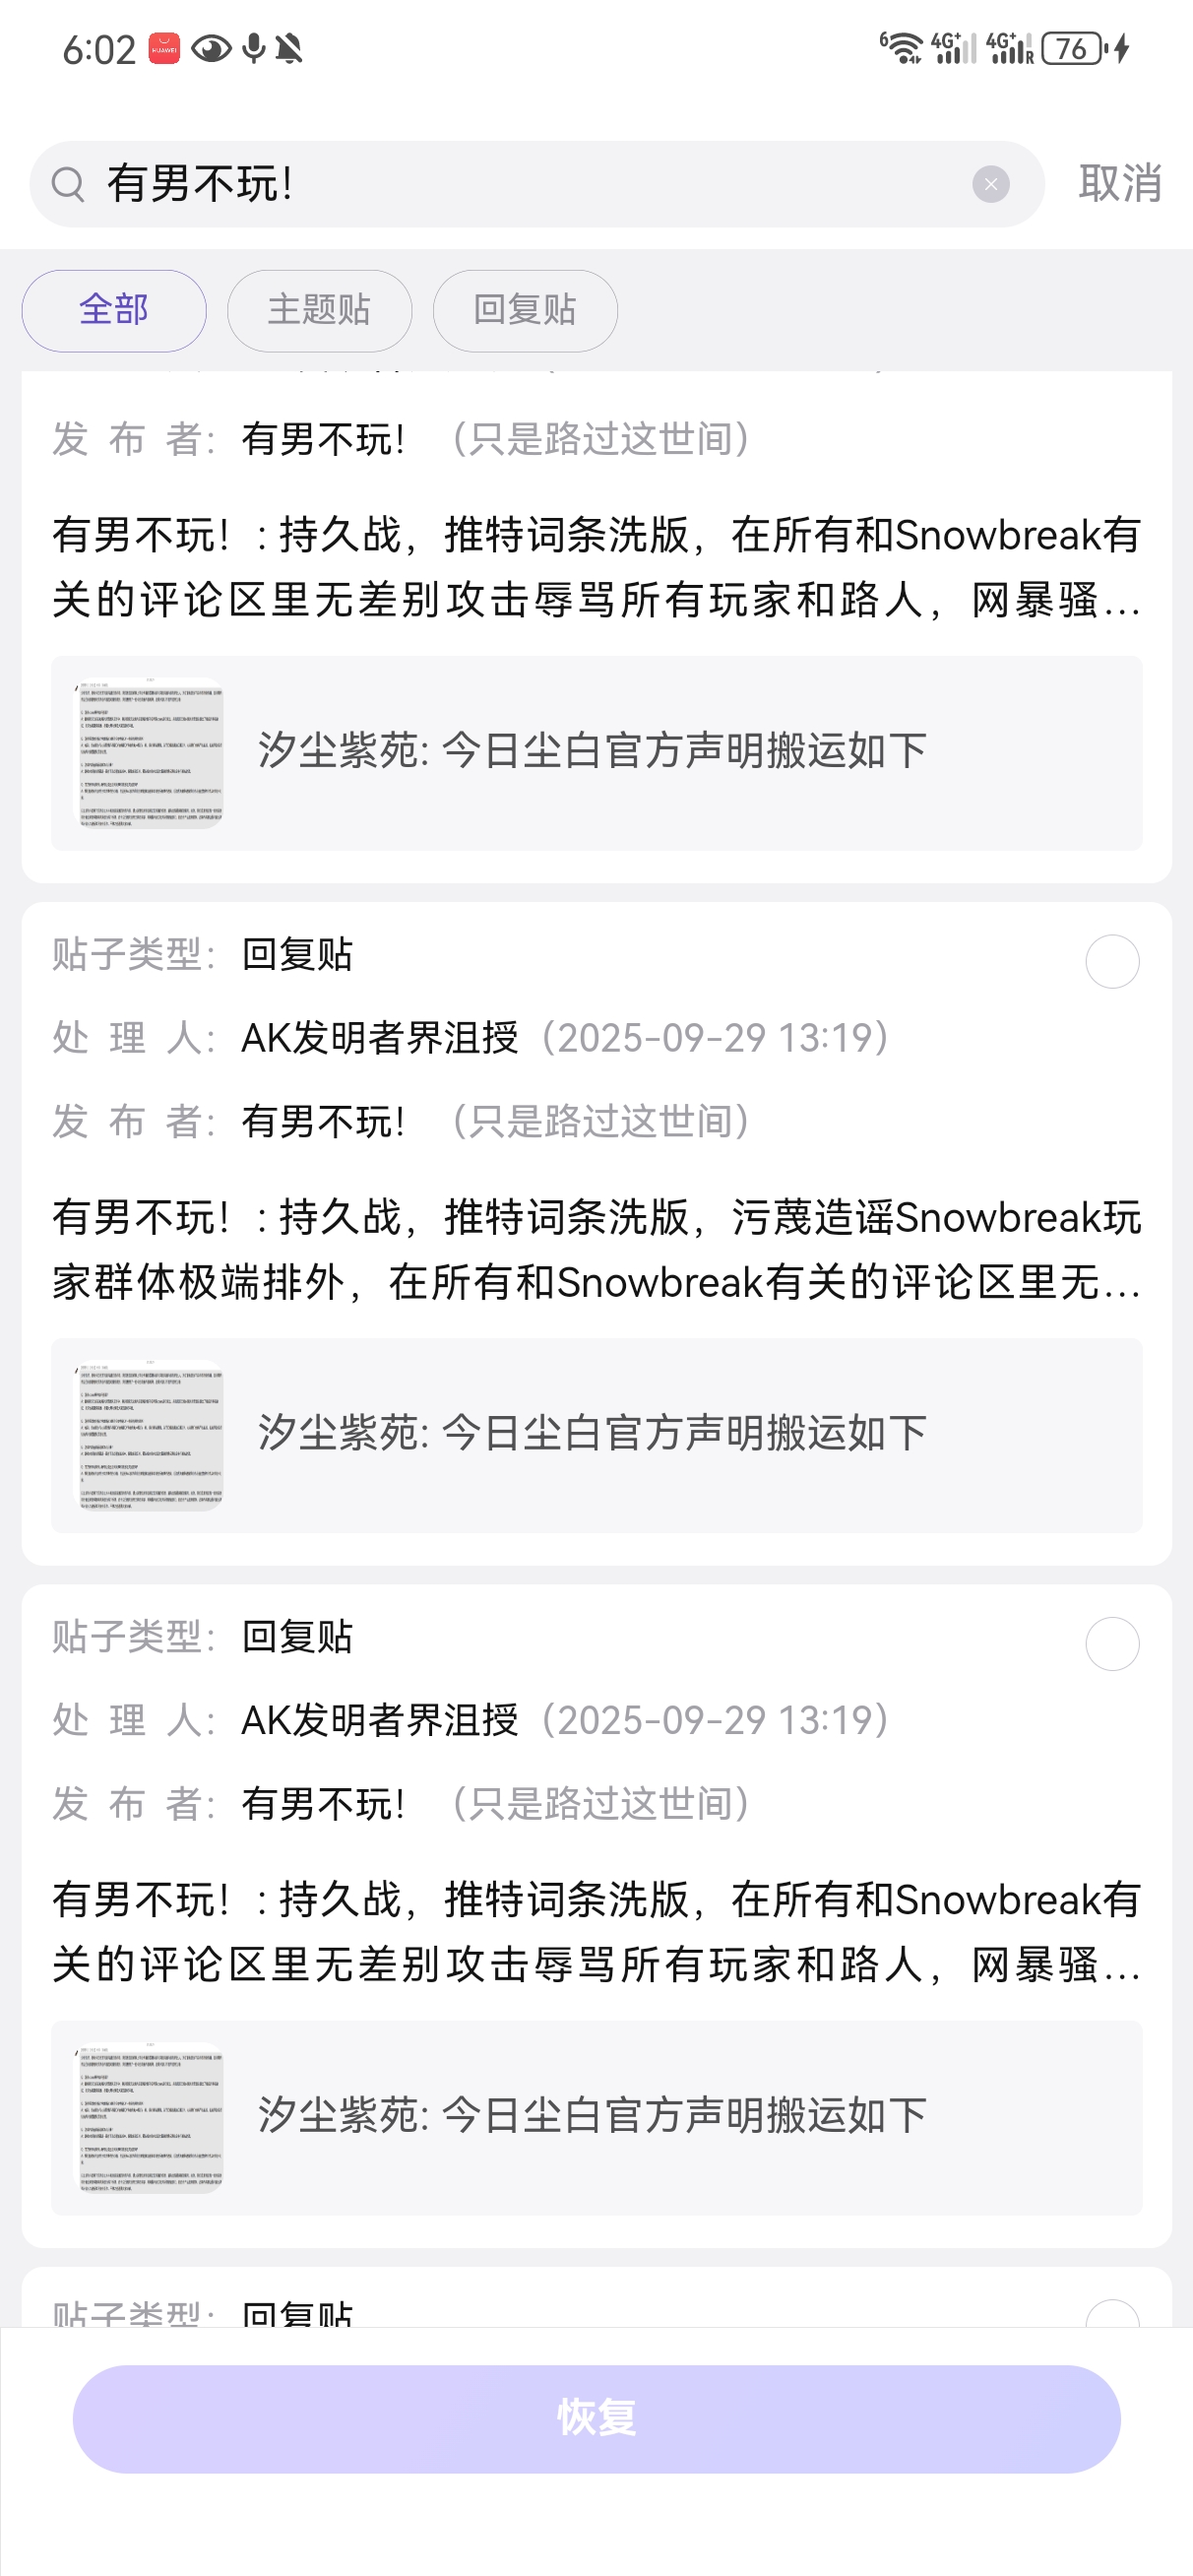 6:02
HUAWEI
6
4G+
4G+
R
76
有男不玩！
取消
全部
主题贴
回复贴
发 布 者：有男不玩！（只是路过这世间）
有男不玩！：持久战，推特词条洗版，在所有和Snowbreak有
关的评论区里无差别攻击辱骂所有玩家和路人，网暴骚...
汐尘紫苑: 今日尘白官方声明搬运如下
贴子类型：回复贴
处 理 人：AK发明者界沮授（2025-09-29 13:19）
发 布 者：有男不玩！（只是路过这世间）
有男不玩！：持久战，推特词条洗版，污蔑造谣Snowbreak玩
家群体极端排外，在所有和Snowbreak有关的评论区里无...
汐尘紫苑: 今日尘白官方声明搬运如下
贴子类型：回复贴
处 理 人：AK发明者界沮授（2025-09-29 13:19）
发 布 者：有男不玩！（只是路过这世间）
有男不玩！：持久战，推特词条洗版，在所有和Snowbreak有
关的评论区里无差别攻击辱骂所有玩家和路人，网暴骚...
汐尘紫苑: 今日尘白官方声明搬运如下
贴子类型：回复贴
恢复